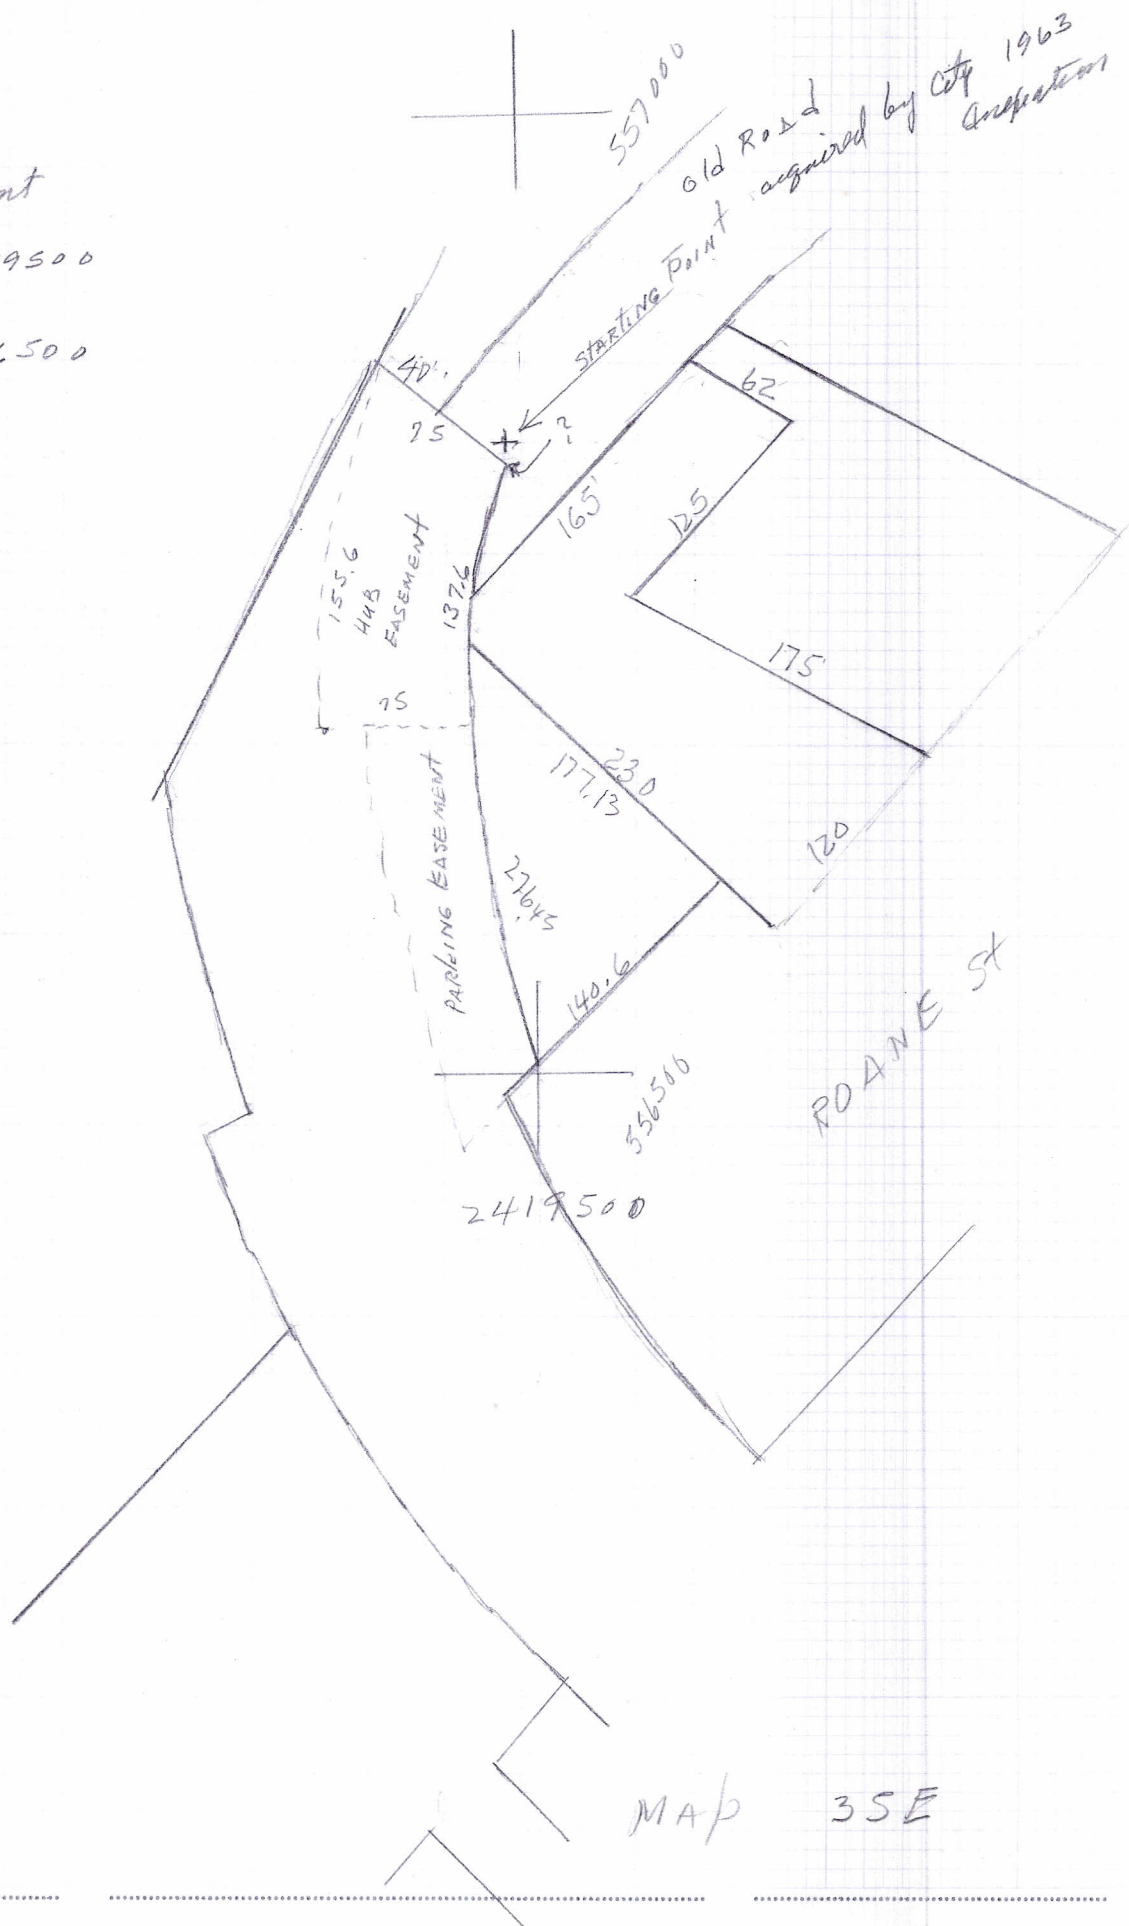 557000
old Road
acquired by City 1963
nt
9500
500
STARTING POINT
40'.
75
?
62
165'
125
155.6
HUB
EASEMENT
137.6
175'
75
230
177.13
PARKING EASEMENT
276.45
120
140.6
ROANE St
556500
2419500
MAP 35E